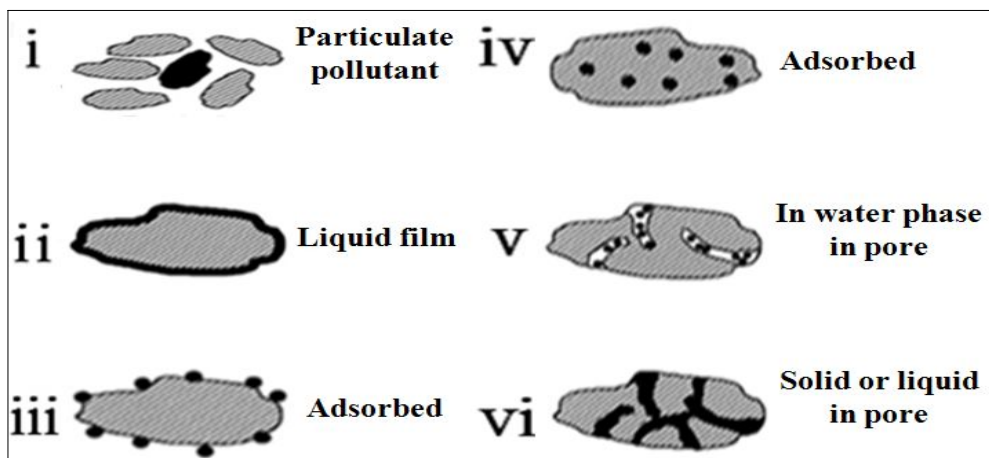 i
Particulate
pollutant
ii
Liquid film
iii
Adsorbed
iv
Adsorbed
v
In water phase
in pore
vi
Solid or liquid
in pore